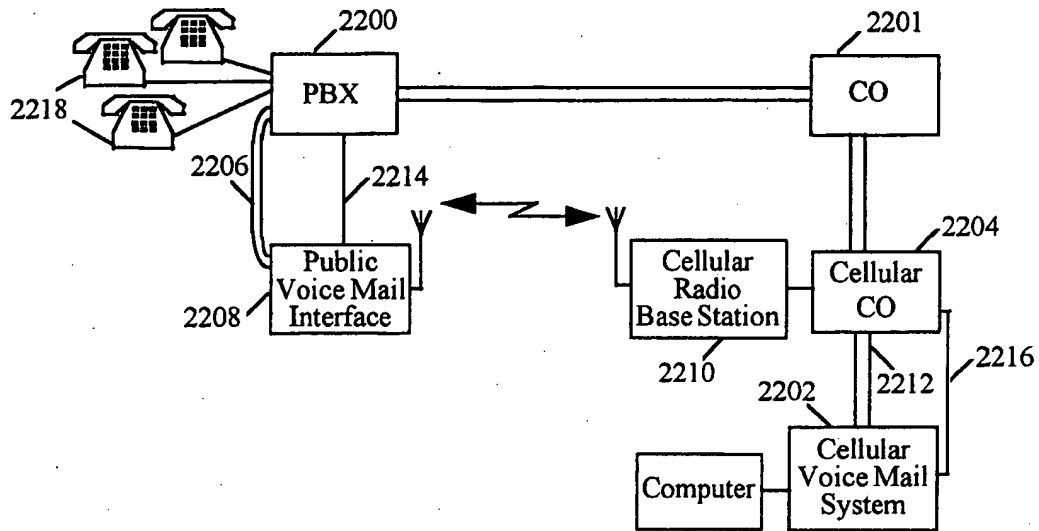 2200
2201
PBX
CO
2218
2206
2214
2204
Public
Voice Mail
Interface
2208
Cellular
Radio
Base Station
2210
Cellular
CO
2212
2216
2202
Cellular
Voice Mail
System
Computer